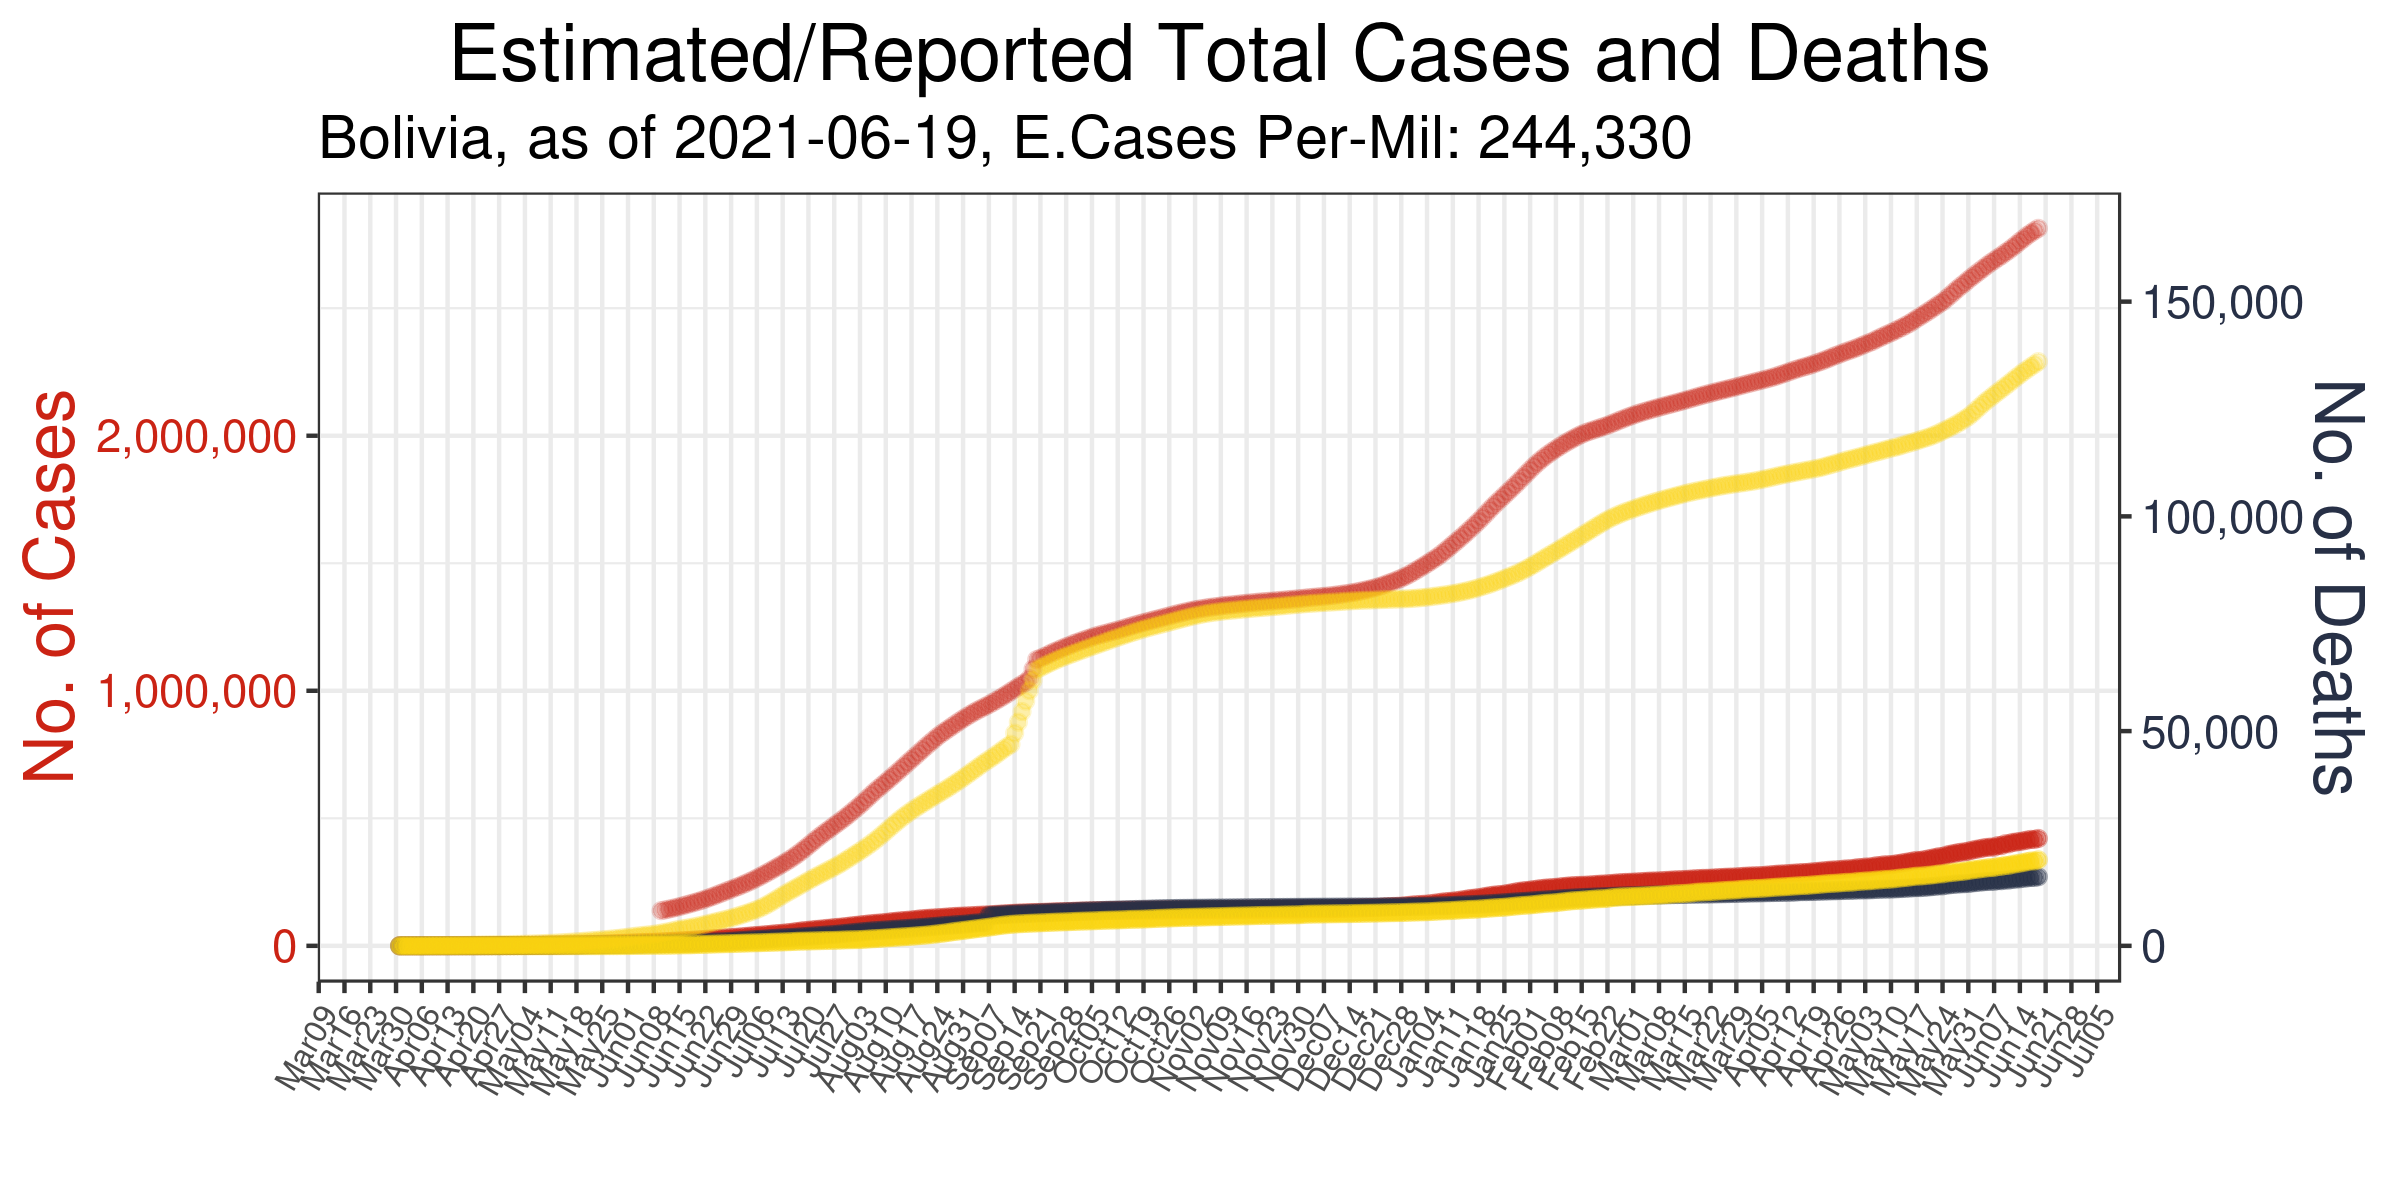 Estimated/Reported Total Cases and Deaths
Bolivia, as of 2021-06-19, E.Cases Per-Mil: 244,330
No. of Cases
2,000,000
1,000,000
0
150,000
100,000
50,000
0
No. of Deaths
Mar09 Mar16 Mar23 Mar30 Apr06 Apr13 Apr20 Apr27 May04 May11 May18 May25 Jun01 Jun08 Jun15 Jun22 Jun29 Jul06 Jul13 Jul20 Jul27 Aug03 Aug10 Aug17 Aug24 Aug31 Sep07 Sep14 Sep21 Sep28 Oct05 Oct12 Oct19 Oct26 Nov02 Nov09 Nov16 Nov23 Nov30 Dec07 Dec14 Dec21 Dec28 Jan04 Jan11 Jan18 Jan25 Feb01 Feb08 Feb15 Feb22 Mar01 Mar08 Mar15 Mar22 Mar29 Apr05 Apr12 Apr19 Apr26 May03 May10 May17 May24 May31 Jun07 Jun14 Jun21 Jun28 Jul05